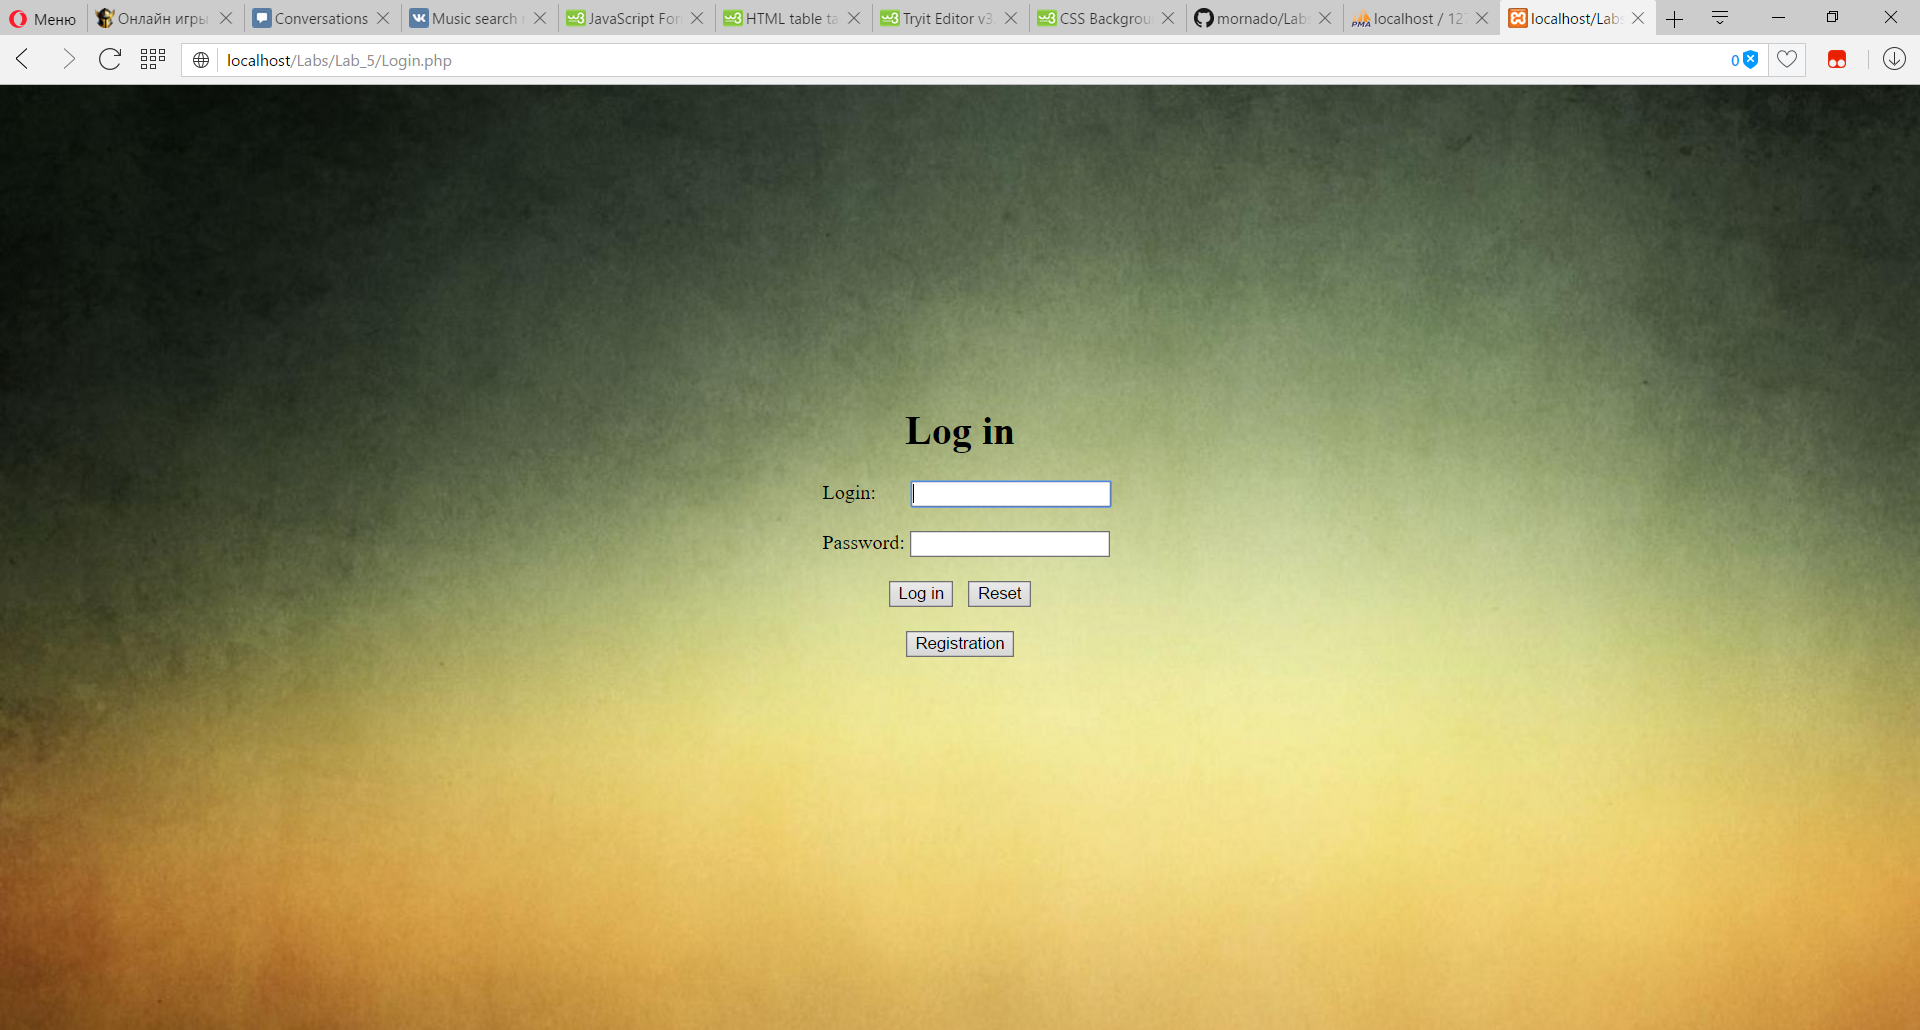 Меню
Онлайн игры
Conversations
Music search
JavaScript For
HTML table ta
Tryit Editor v3.
CSS Backgrou
mornado/Lab
PMA localhost / 12
localhost/Lab
localhost/Labs/Lab_5/Login.php
0
Log in
Login:
Password:
Log in Reset
Registration